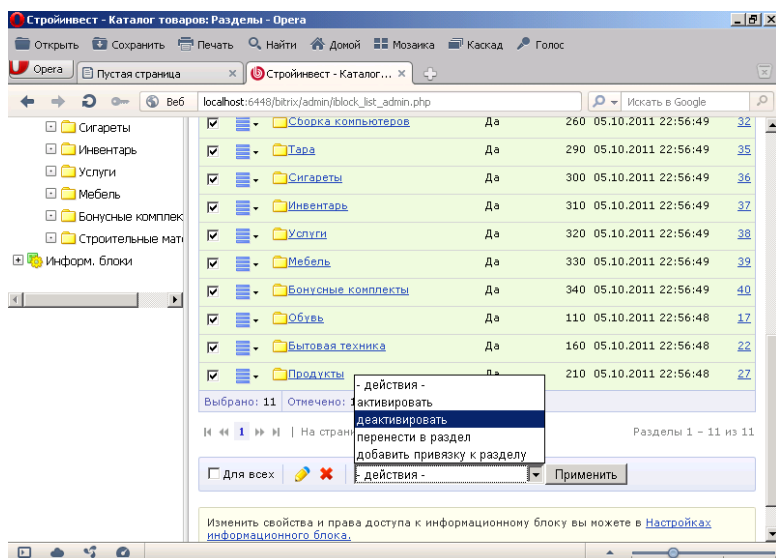 Стройинвест - Каталог товаров: Разделы - Opera
Открыть Сохранить Печать Найти Домой Мозаика Каскад Голос
Opera Пустая страница × Стройинвест - Каталог... ×
Веб localhost:6448/bitrix/admin/iblock_list_admin.php Искать в Google
Сигареты
Инвентарь
Услуги
Мебель
Бонусные комплек
Строительные мат
Информ. блоки
Сборка компьютеров Да 260 05.10.2011 22:56:49 32
Тара Да 290 05.10.2011 22:56:49 35
Сигареты Да 300 05.10.2011 22:56:49 36
Инвентарь Да 310 05.10.2011 22:56:49 37
Услуги Да 320 05.10.2011 22:56:49 38
Мебель Да 330 05.10.2011 22:56:49 39
Бонусные комплекты Да 340 05.10.2011 22:56:49 40
Обувь Да 110 05.10.2011 22:56:48 17
Бытовая техника Да 160 05.10.2011 22:56:48 22
Продукты 210 05.10.2011 22:56:48 27
Выбрано: 11 Отмечено:
- действия -
активировать
деактивировать
перенести в раздел
добавить привязку к разделу
1 | На стран Разделы 1 – 11 из 11
Для всех - действия - Применить
Изменить свойства и права доступа к информационному блоку вы можете в Настройках
информационного блока.